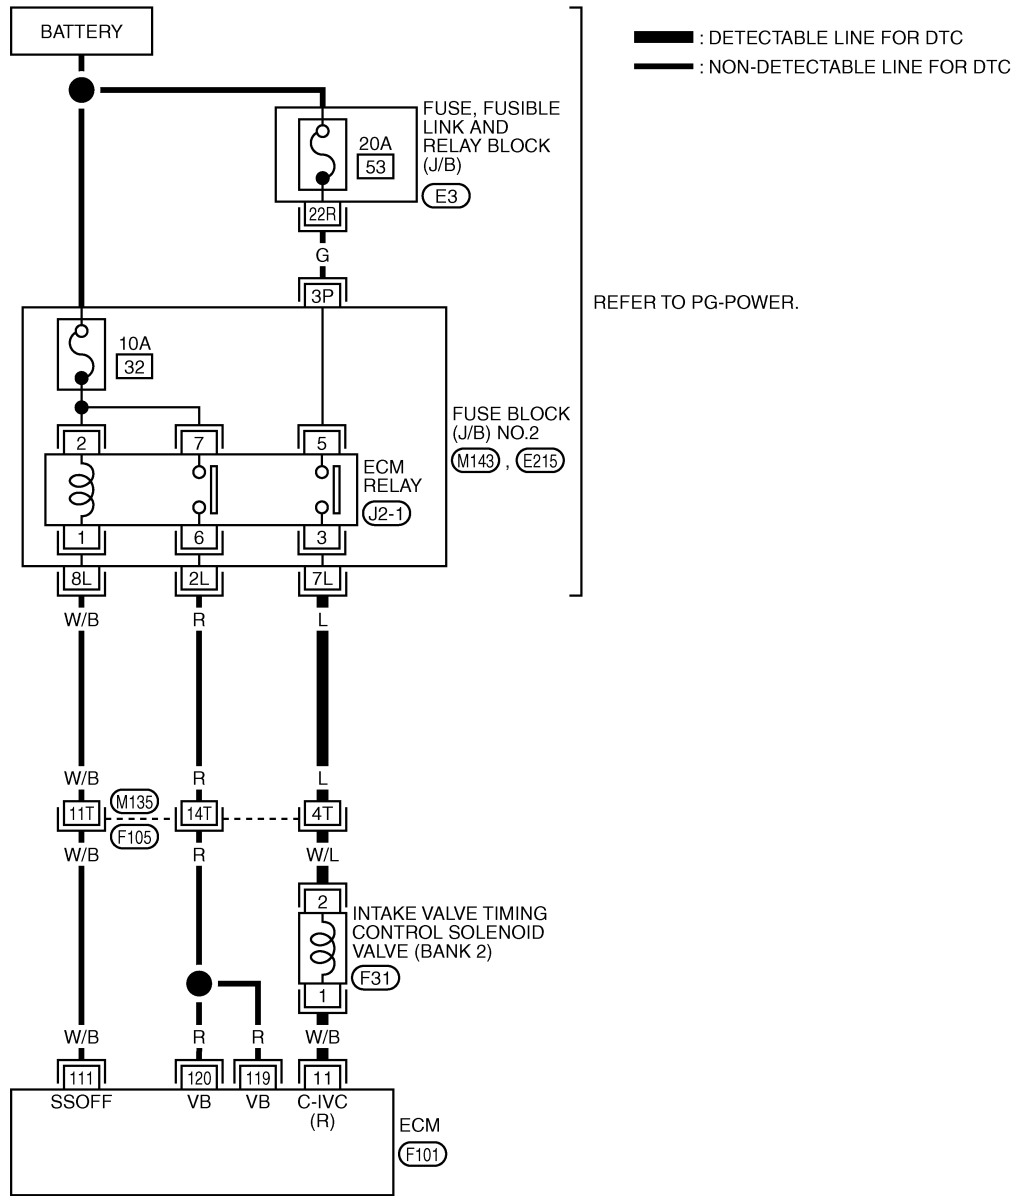 BATTERY
: DETECTABLE LINE FOR DTC
: NON-DETECTABLE LINE FOR DTC
FUSE, FUSIBLE
LINK AND
RELAY BLOCK
(J/B)
20A
53
E3
22R
G
3P
REFER TO PG-POWER.
10A
32
FUSE BLOCK
(J/B) NO.2
M143 , E215
2 7 5
ECM
RELAY
J2-1
1 6 3
8L 2L 7L
W/B R L
W/B R L
M135
11T 14T 4T
F105
W/B R W/L
2
INTAKE VALVE TIMING
CONTROL SOLENOID
VALVE (BANK 2)
F31
1
W/B R R W/B
111 120 119 11
SSOFF VB VB C-IVC
(R)
ECM
F101